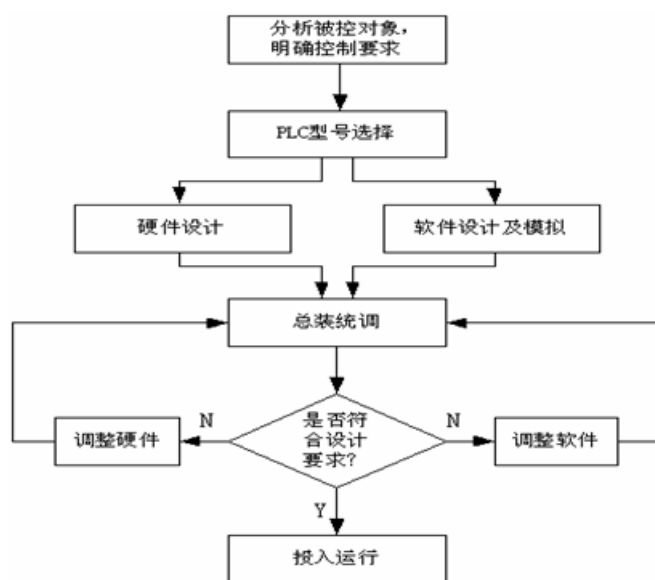 分析被控对象，
明确控制要求
PLC型号选择
硬件设计
软件设计及模拟
总装统调
是否符
合设计
要求?
N
N
调整硬件
调整软件
Y
投入运行